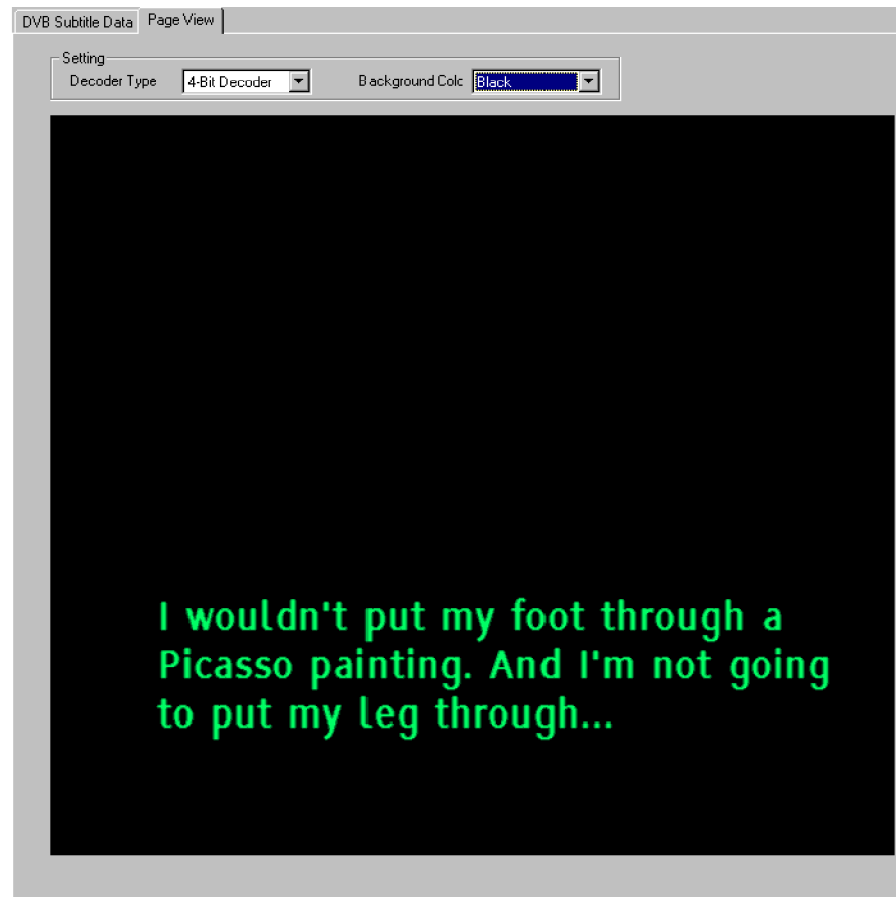 DVB Subtitle Data Page View
Setting
Decoder Type 4-Bit Decoder Background Colc Black
I wouldn't put my foot through a
Picasso painting. And I'm not going
to put my leg through...